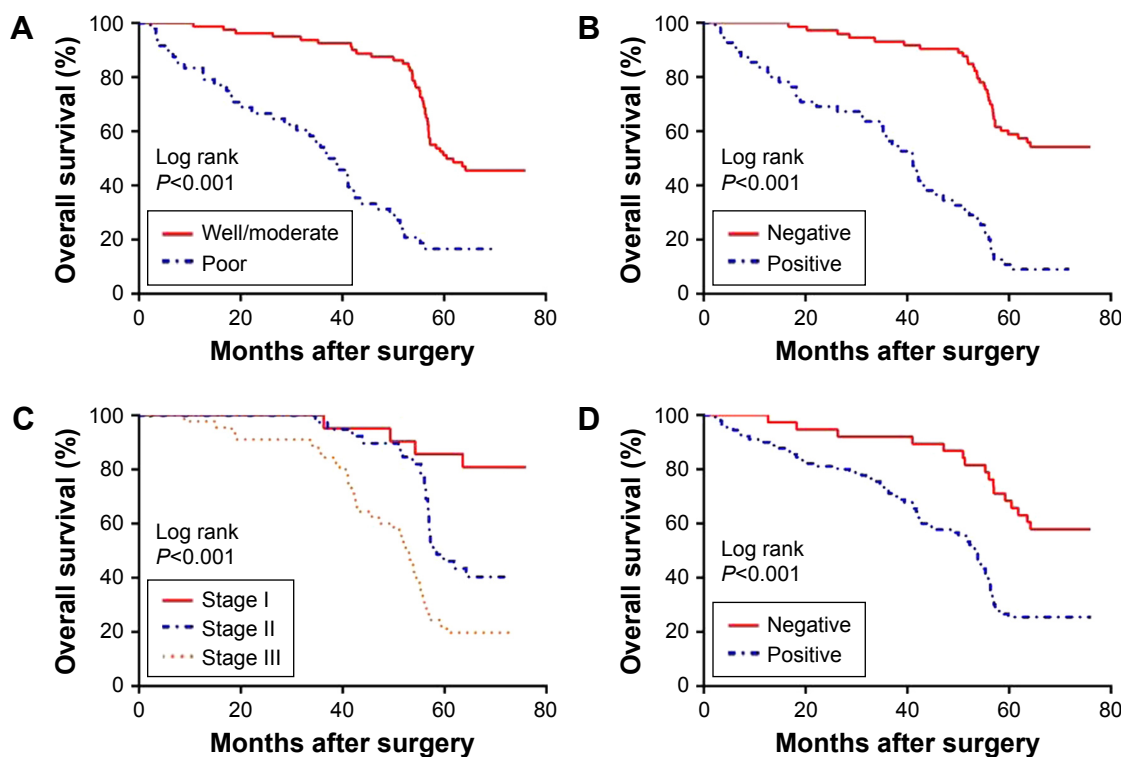 A
Overall survival (%)
100
80
60
40
20
0
Log rank
P<0.001
Well/moderate
Poor
0 20 40 60 80
Months after surgery
B
Overall survival (%)
100
80
60
40
20
0
Log rank
P<0.001
Negative
Positive
0 20 40 60 80
Months after surgery
C
Overall survival (%)
100
80
60
40
20
0
Log rank
P<0.001
Stage I
Stage II
Stage III
0 20 40 60 80
Months after surgery
D
Overall survival (%)
100
80
60
40
20
0
Log rank
P<0.001
Negative
Positive
0 20 40 60 80
Months after surgery